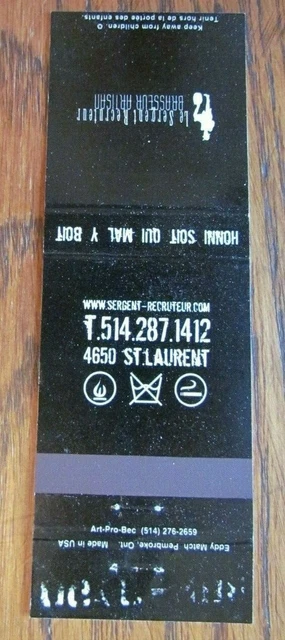 Keep away from children. O
Tenir hors de la portée des enfants.
Le Sergent Recruteur
BRASSEUR ARTISAN
HONNI SOIT QUI MAL Y BOIT
WWW.SERGENT-RECRUTEUR.COM
T.514.287.1412
4650 ST.LAURENT
Art-Pro-Bec (514) 276-2659
Eddy Match Pembroke, Ont. Made in USA